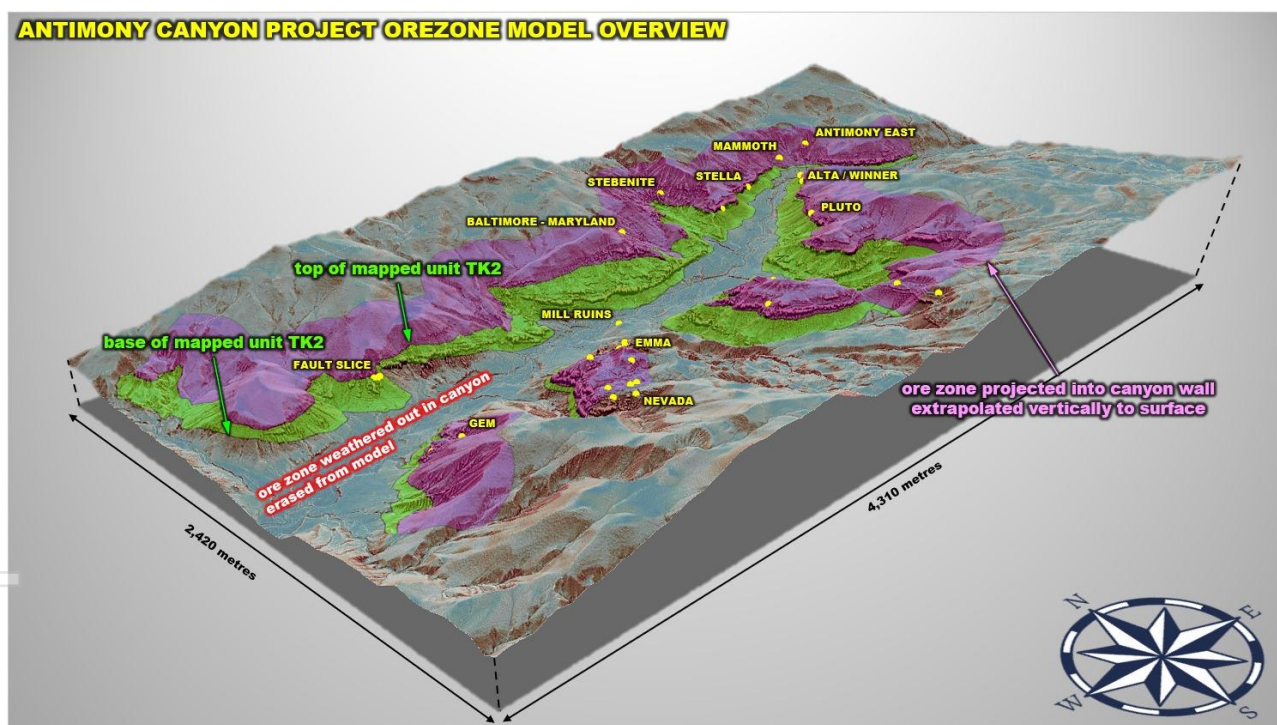 ANTIMONY CANYON PROJECT OREZONE MODEL OVERVIEW
ANTIMONY EAST
MAMMOTH
STELLA
ALTA / WINNER
STEBENITE
PLUTO
BALTIMORE - MARYLAND
top of mapped unit TK2
MILL RUINS
base of mapped unit TK2
EMMA
FAULT SLICE
ore zone projected into canyon wall
extrapolated vertically to surface
NEVADA
GEM
ore zone weathered out in canyon
erased from model
4,310 metres
2,420 metres
N
E
W
S